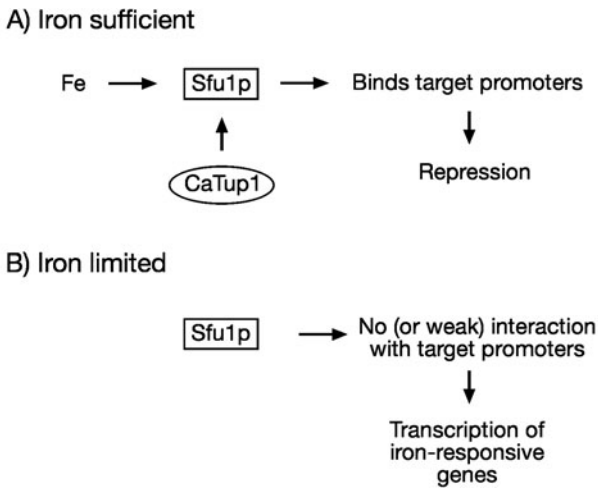 A) Iron sufficient
Fe
Sfu1p
Binds target promoters
CaTup1
Repression
B) Iron limited
Sfu1p
No (or weak) interaction
with target promoters
Transcription of
iron-responsive
genes